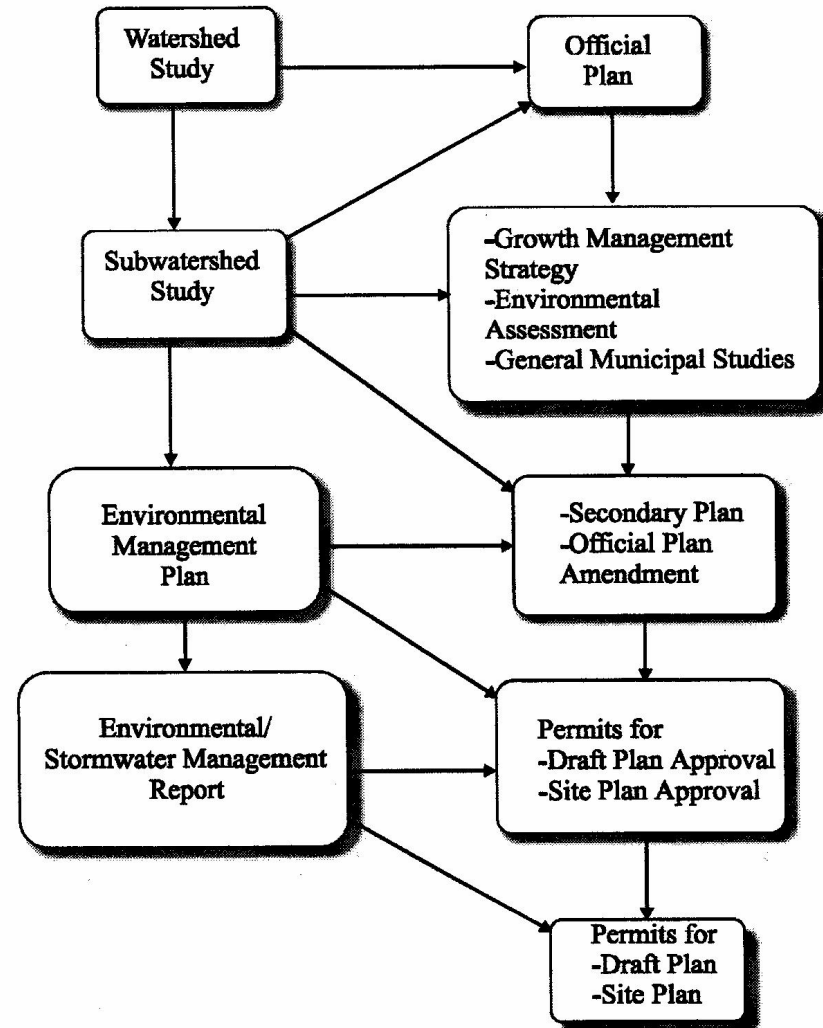 Watershed
Study
Official
Plan
Subwatershed
Study
-Growth Management
Strategy
-Environmental
Assessment
-General Municipal Studies
Environmental
Management
Plan
-Secondary Plan
-Official Plan
Amendment
Environmental/
Stormwater Management
Report
Permits for
-Draft Plan Approval
-Site Plan Approval
Permits for
-Draft Plan
-Site Plan